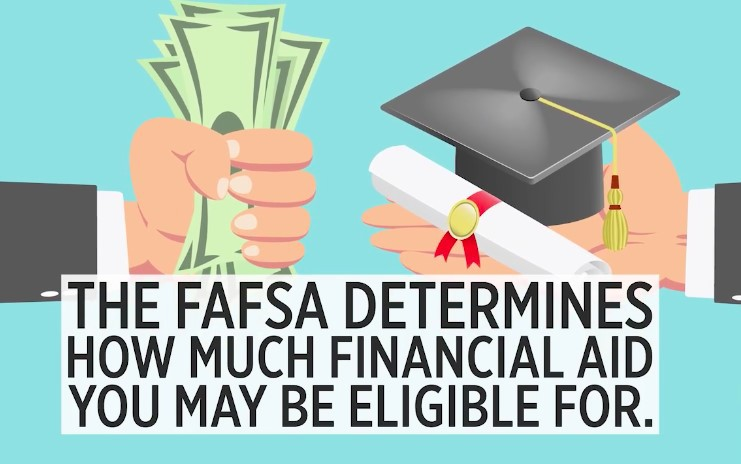 THE FAFSA DETERMINES
HOW MUCH FINANCIAL AID
YOU MAY BE ELIGIBLE FOR.